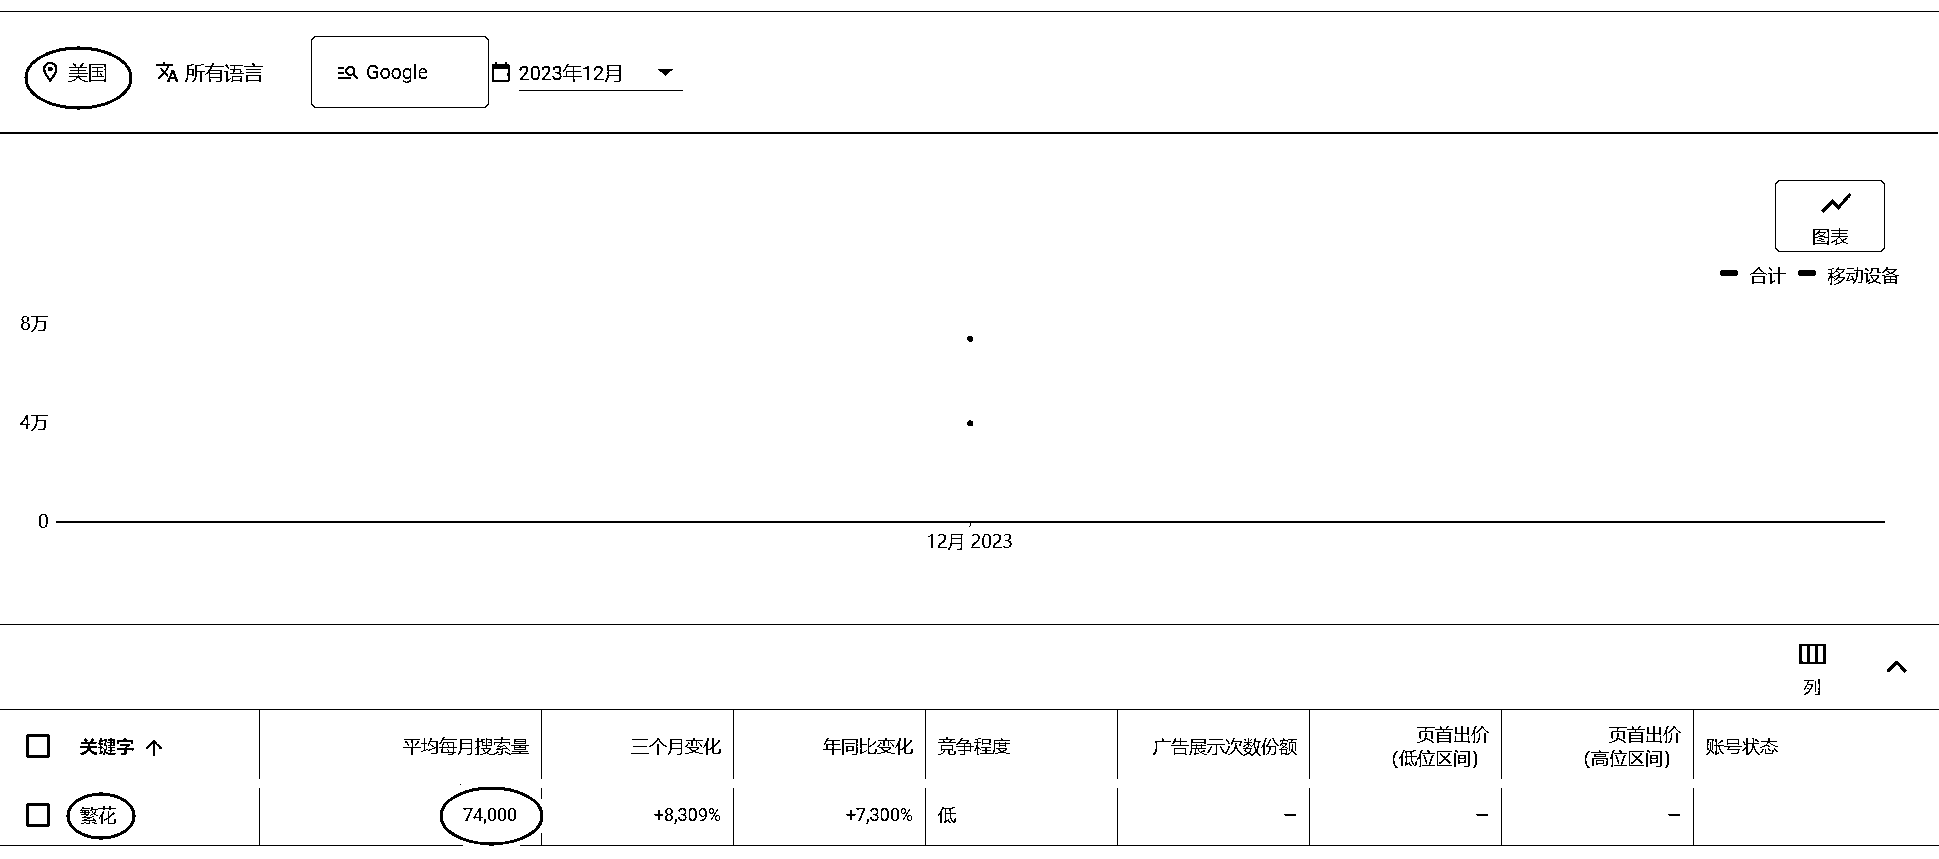 美国 所有语言 Google 2023年12月
图表
合计 移动设备
8万
4万
0
12月 2023
列
关键字 平均每月搜索量 三个月变化 年同比变化 竞争程度 广告展示次数份额 页首出价 (低位区间) 页首出价 (高位区间) 账号状态
繁花 74,000 +8,309% +7,300% 低 – – –